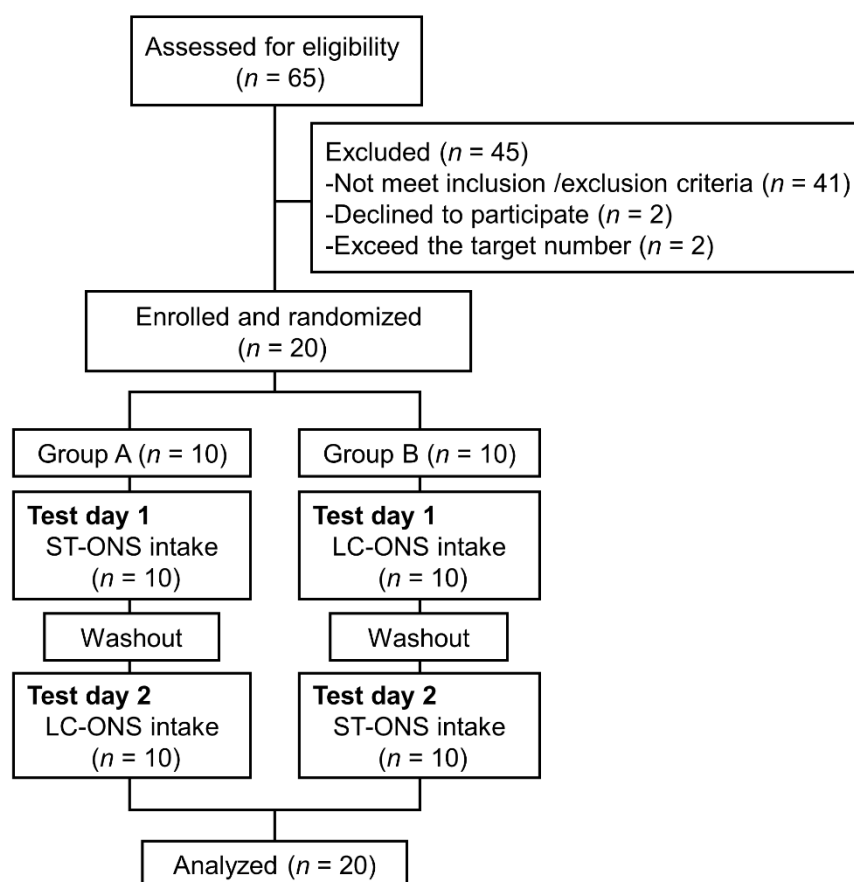 Assessed for eligibility
(n = 65)
Excluded (n = 45)
-Not meet inclusion /exclusion criteria (n = 41)
-Declined to participate (n = 2)
-Exceed the target number (n = 2)
Enrolled and randomized
(n = 20)
Group A (n = 10)
Group B (n = 10)
Test day 1
ST-ONS intake
(n = 10)
Test day 1
LC-ONS intake
(n = 10)
Washout
Washout
Test day 2
LC-ONS intake
(n = 10)
Test day 2
ST-ONS intake
(n = 10)
Analyzed (n = 20)